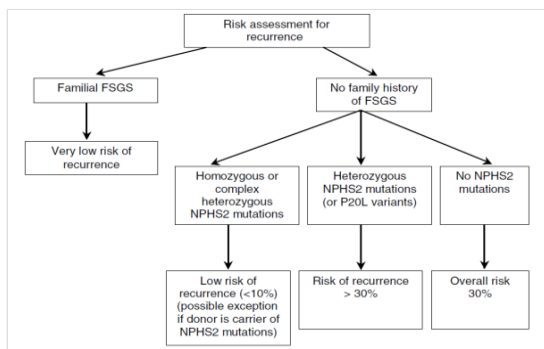 Risk assessment for
recurrence
Familial FSGS
No family history
of FSGS
Very low risk of
recurrence
Homozygous or
complex
heterozygous
NPHS2 mutations
Heterozygous
NPHS2 mutations
(or P20L variants)
No NPHS2
mutations
Low risk of
recurrence (<10%)
(possible exception
if donor is carrier of
NPHS2 mutations)
Risk of recurrence
> 30%
Overall risk
30%